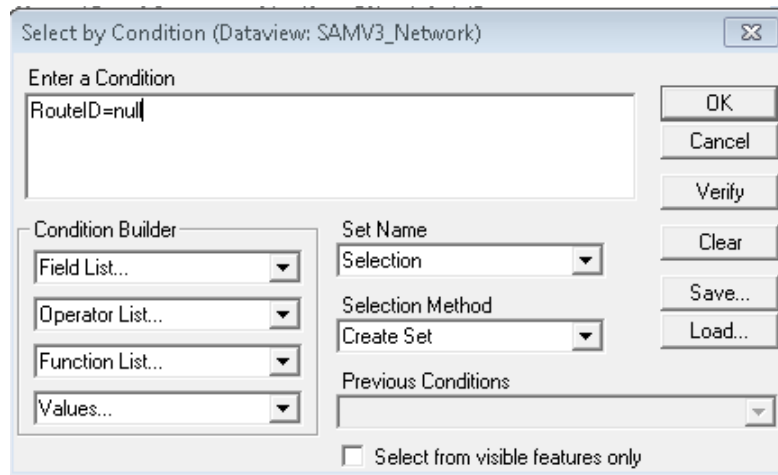 Select by Condition (Dataview: SAMV3_Network)
Enter a Condition
RouteID=null
OK
Cancel
Verify
Clear
Save...
Load...
Condition Builder
Field List...
Operator List...
Function List...
Values...
Set Name
Selection
Selection Method
Create Set
Previous Conditions
Select from visible features only